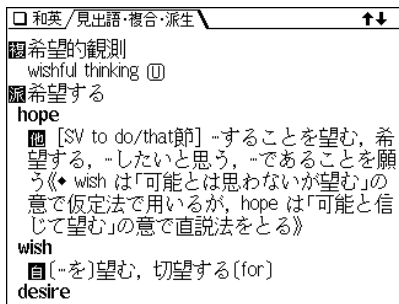 和英/見出語・複合・派生 ↑↓
複希望的観測
wishful thinking Ⓤ
派希望する
hope
他 [SV to do/that節] …することを望む, 希
望する, …したいと思う, …であることを願
う《◆ wish は「可能とは思わないが望む」の
意で仮定法で用いるが, hope は「可能と信
じて望む」の意で直説法をとる》
wish
自〔…を〕望む, 切望する〔for〕
desire